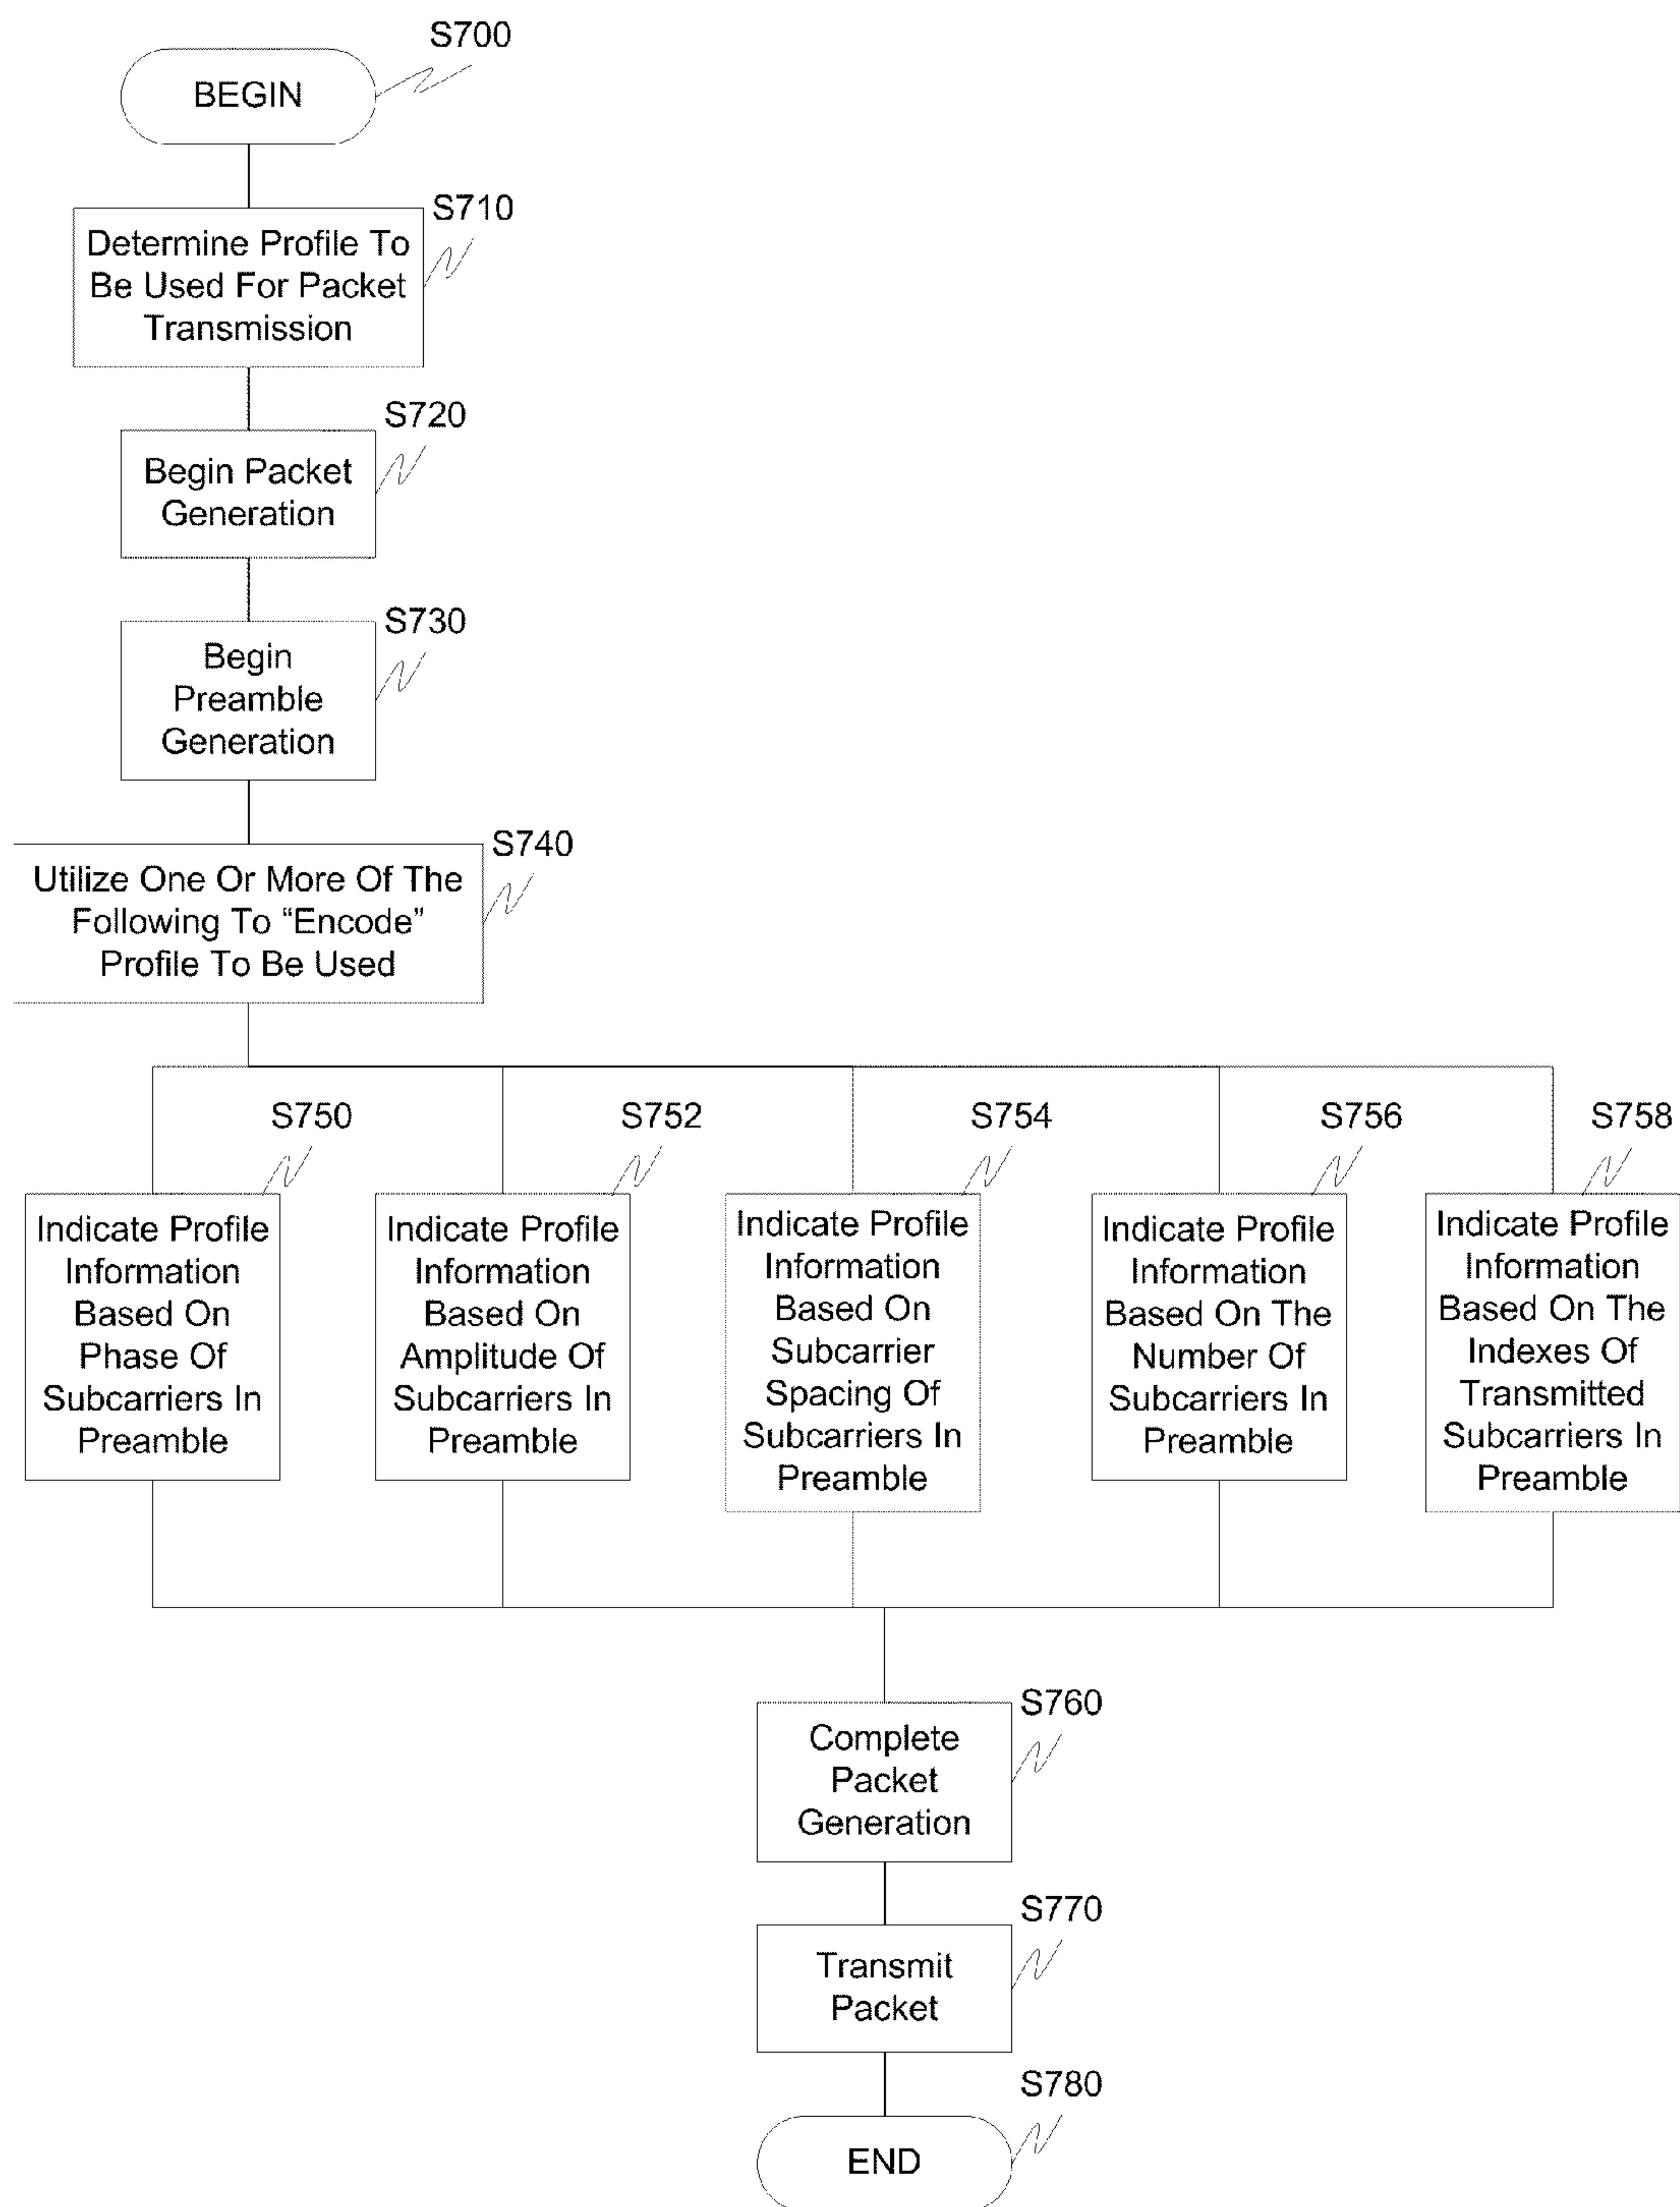 S700
BEGIN
S710
Determine Profile To
Be Used For Packet
Transmission
S720
Begin Packet
Generation
S730
Begin
Preamble
Generation
S740
Utilize One Or More Of The
Following To “Encode”
Profile To Be Used
S750
Indicate Profile
Information
Based On
Phase Of
Subcarriers In
Preamble
S752
Indicate Profile
Information
Based On
Amplitude Of
Subcarriers In
Preamble
S754
Indicate Profile
Information
Based On
Subcarrier
Spacing Of
Subcarriers In
Preamble
S756
Indicate Profile
Information
Based On The
Number Of
Subcarriers In
Preamble
S758
Indicate Profile
Information
Based On The
Indexes Of
Transmitted
Subcarriers In
Preamble
S760
Complete
Packet
Generation
S770
Transmit
Packet
S780
END